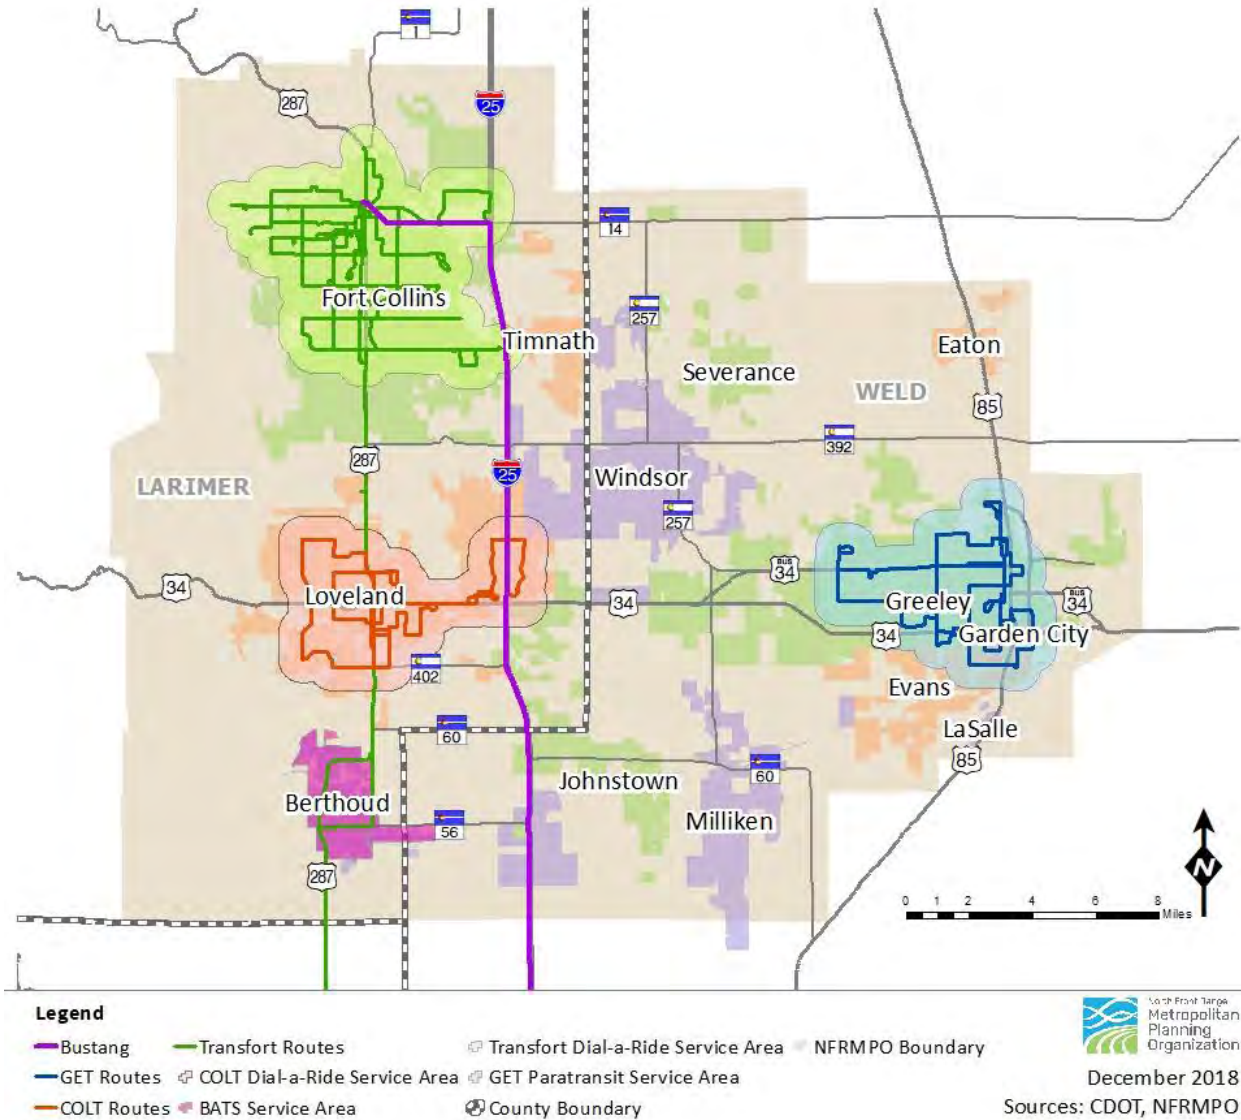 1
287
25
14
257
Fort Collins
Timnath
Eaton
Severance
WELD
85
392
287
25
Windsor
LARIMER
257
34
BUS
34
Loveland
34
Greeley
BUS
34
34
Garden City
402
Evans
60
LaSalle
85
Johnstown
60
Berthoud
56
Milliken
287
N
0 1 2 4 6 8
Miles
Legend
Bustang
Transfort Routes
Transfort Dial-a-Ride Service Area
NFRMPO Boundary
GET Routes
COLT Dial-a-Ride Service Area
GET Paratransit Service Area
COLT Routes
BATS Service Area
County Boundary
North Front Range
Metropolitan
Planning
Organization
December 2018
Sources: CDOT, NFRMPO